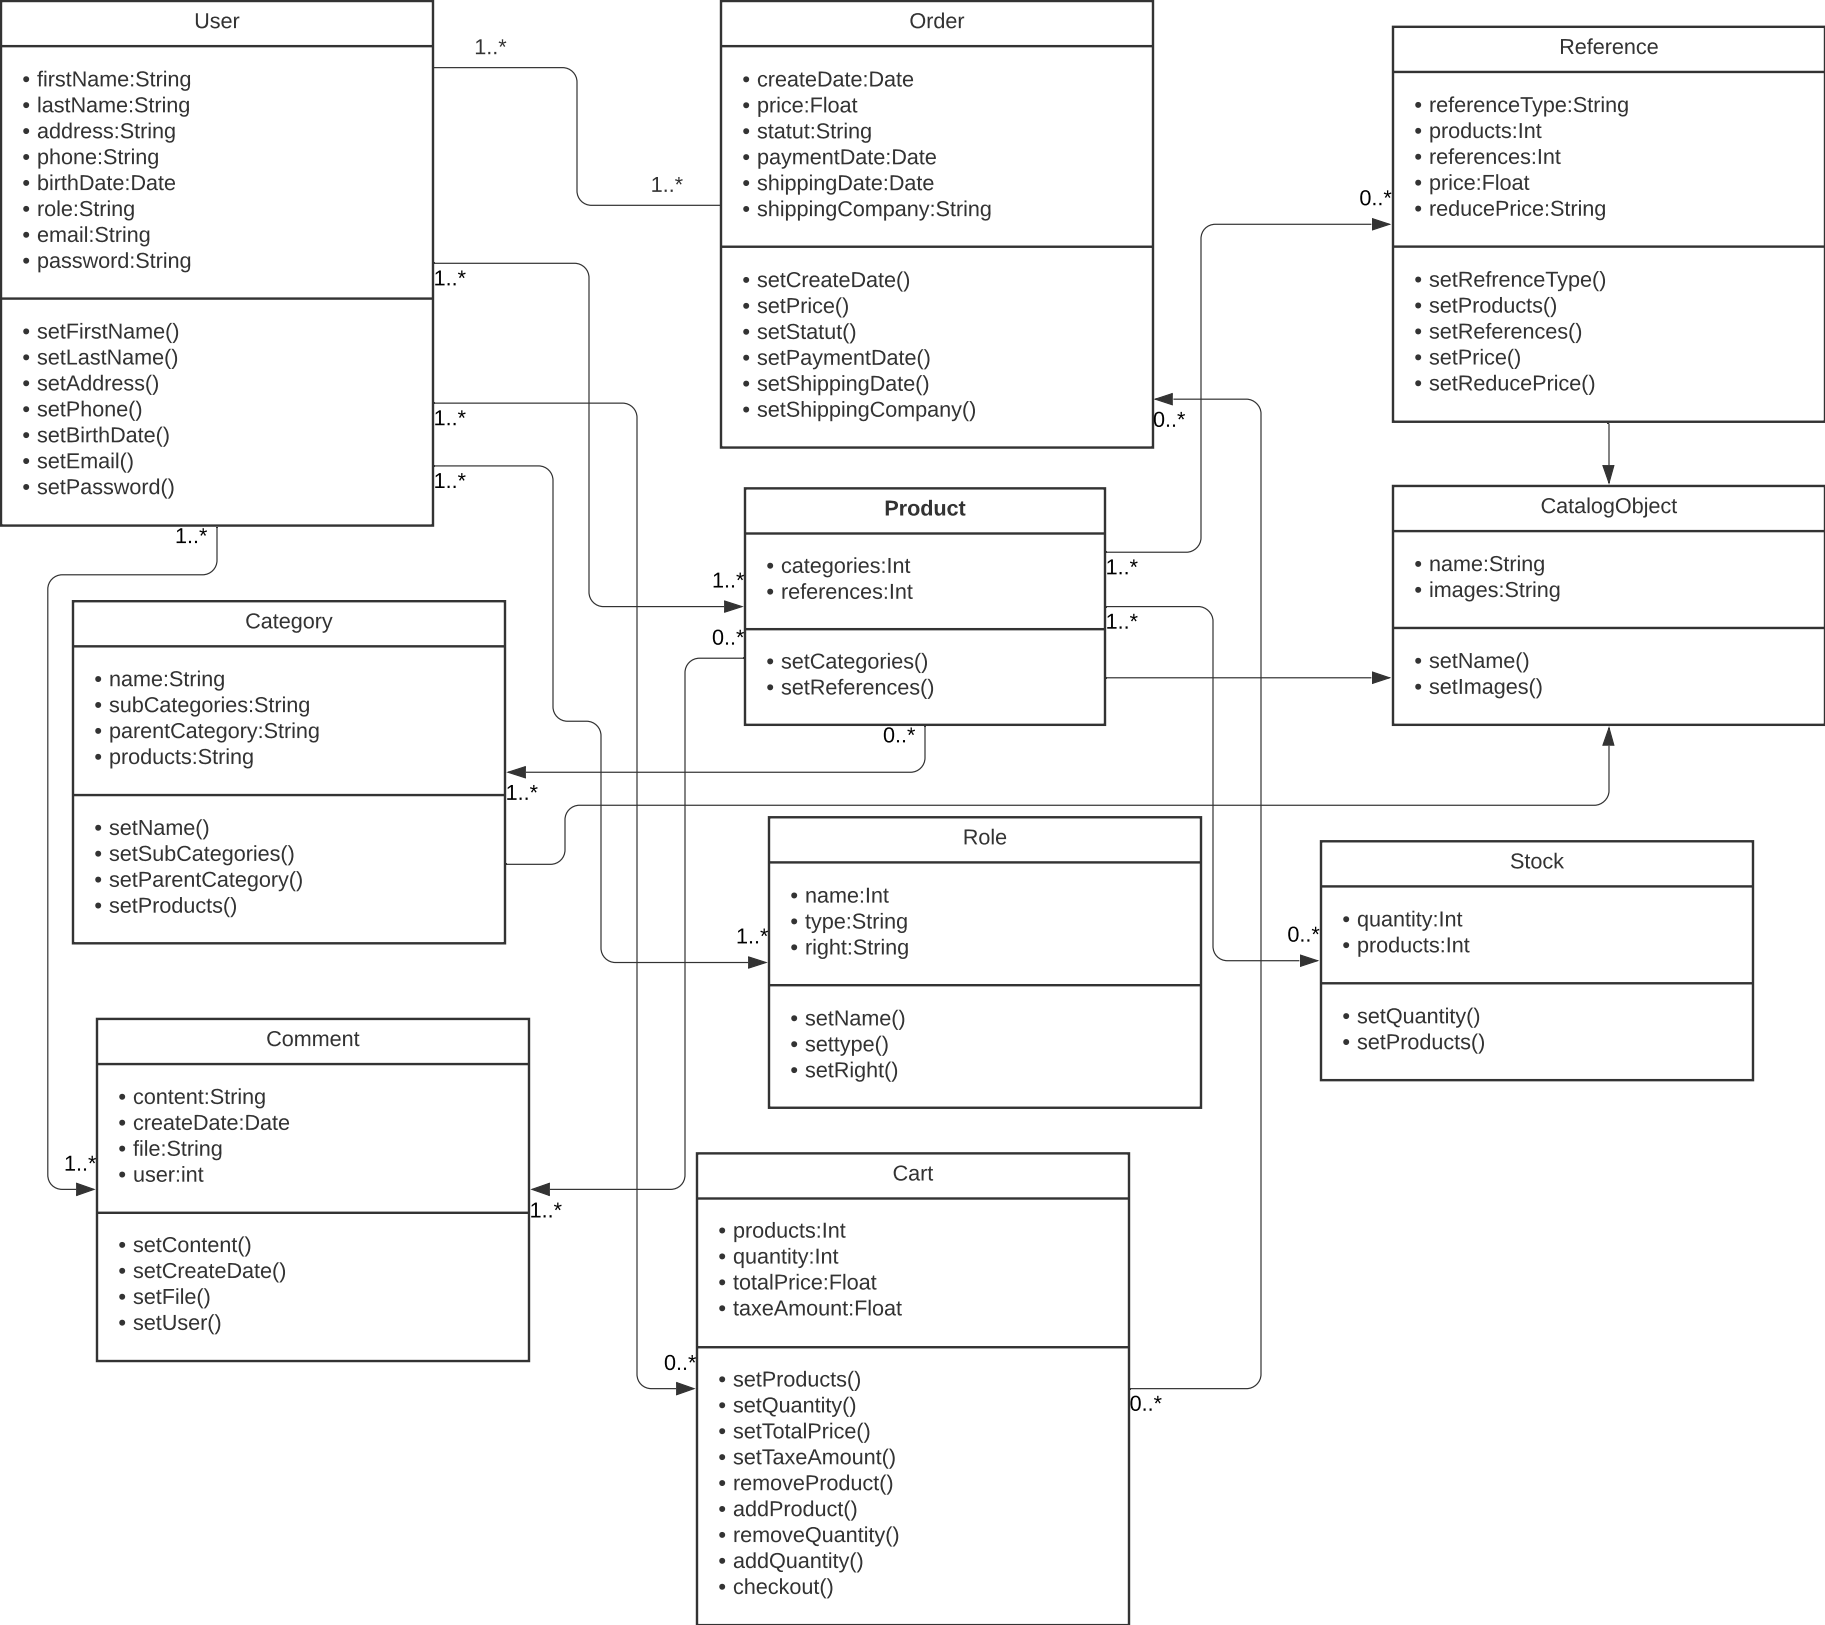 User
• firstName:String
• lastName:String
• address:String
• phone:String
• birthDate:Date
• role:String
• email:String
• password:String
• setFirstName()
• setLastName()
• setAddress()
• setPhone()
• setBirthDate()
• setEmail()
• setPassword()
1..*
1..*
1..*
1..*
1..*
1..*
Order
• createDate:Date
• price:Float
• statut:String
• paymentDate:Date
• shippingDate:Date
• shippingCompany:String
• setCreateDate()
• setPrice()
• setStatut()
• setPaymentDate()
• setShippingDate()
• setShippingCompany()
0..*
Reference
• referenceType:String
• products:Int
• references:Int
• price:Float
• reducePrice:String
• setRefrenceType()
• setProducts()
• setReferences()
• setPrice()
• setReducePrice()
0..*
Product
• categories:Int
• references:Int
• setCategories()
• setReferences()
1..*
0..*
1..*
1..*
0..*
CatalogObject
• name:String
• images:String
• setName()
• setImages()
Category
• name:String
• subCategories:String
• parentCategory:String
• products:String
• setName()
• setSubCategories()
• setParentCategory()
• setProducts()
1..*
Role
• name:Int
• type:String
• right:String
• setName()
• settype()
• setRight()
1..*
Stock
• quantity:Int
• products:Int
• setQuantity()
• setProducts()
0..*
Comment
• content:String
• createDate:Date
• file:String
• user:int
• setContent()
• setCreateDate()
• setFile()
• setUser()
1..*
1..*
Cart
• products:Int
• quantity:Int
• totalPrice:Float
• taxeAmount:Float
• setProducts()
• setQuantity()
• setTotalPrice()
• setTaxeAmount()
• removeProduct()
• addProduct()
• removeQuantity()
• addQuantity()
• checkout()
0..*
0..*